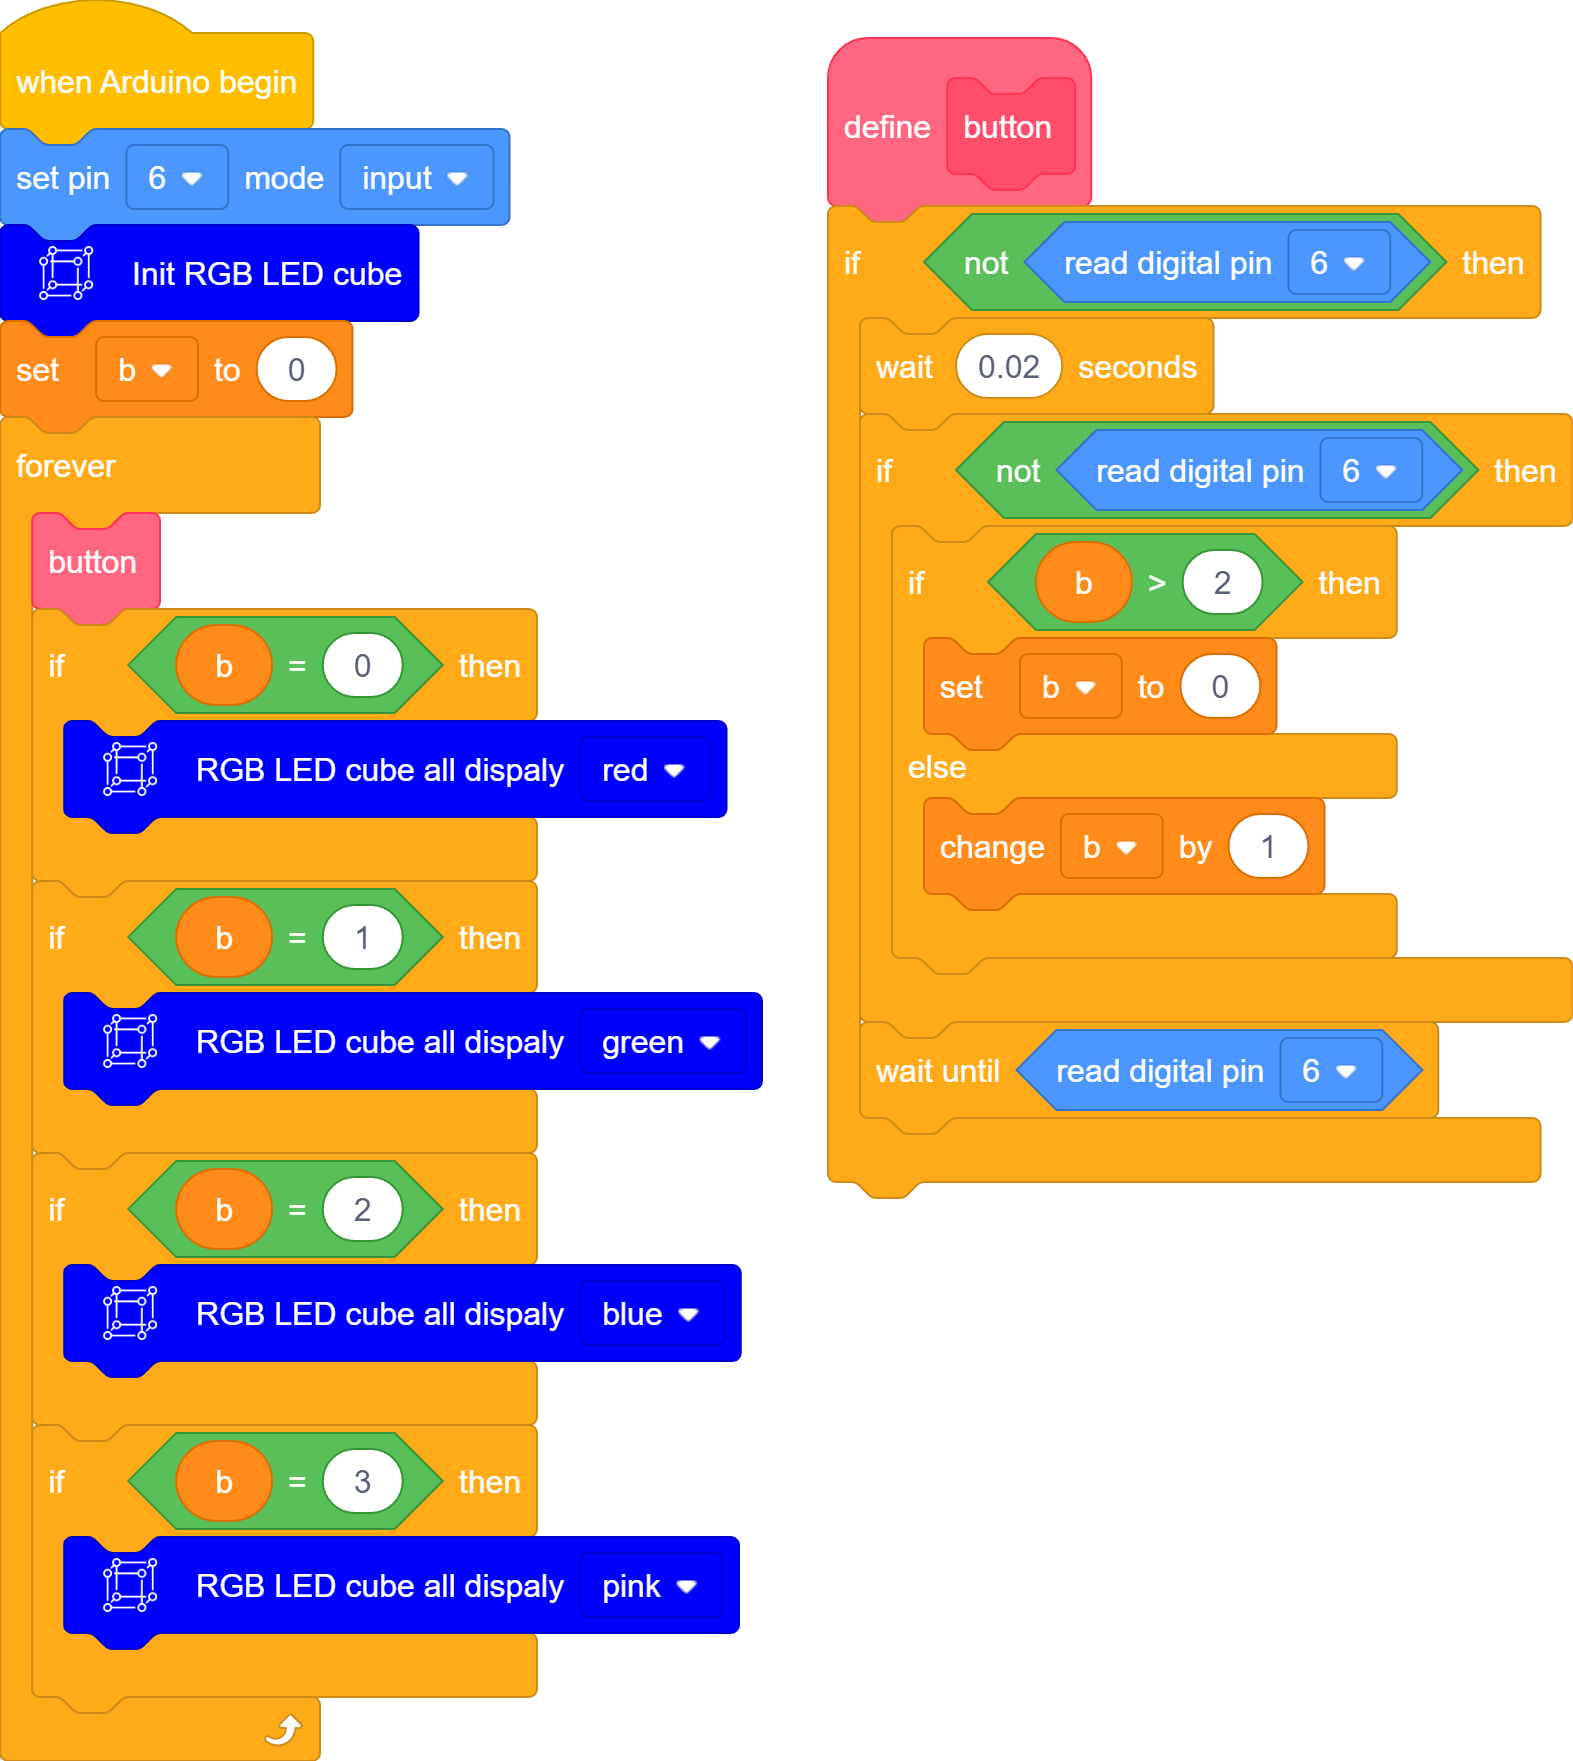 when Arduino begin
set pin 6 mode input
Init RGB LED cube
set b to 0
forever
button
if b = 0 then
RGB LED cube all dispaly red
if b = 1 then
RGB LED cube all dispaly green
if b = 2 then
RGB LED cube all dispaly blue
if b = 3 then
RGB LED cube all dispaly pink
define button
if not read digital pin 6 then
wait 0.02 seconds
if not read digital pin 6 then
if b > 2 then
set b to 0
else
change b by 1
wait until read digital pin 6